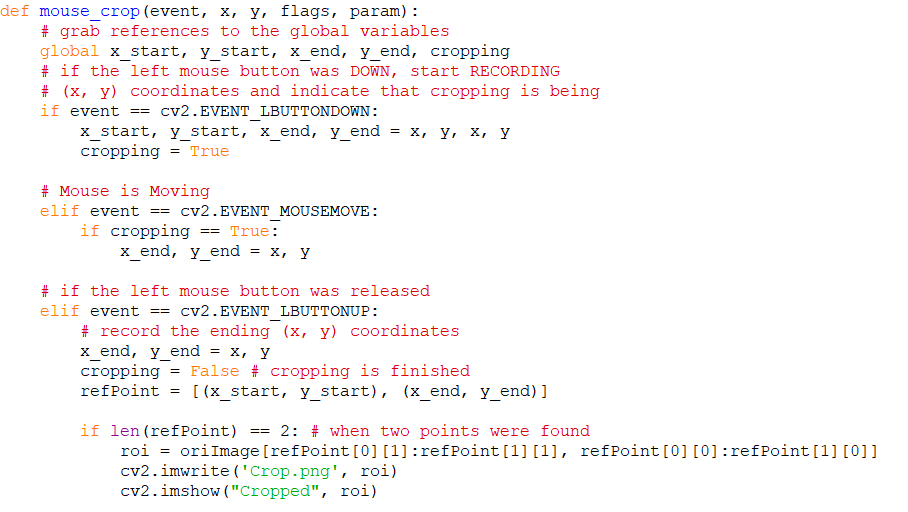 def mouse_crop(event, x, y, flags, param):
    # grab references to the global variables
    global x_start, y_start, x_end, y_end, cropping
    # if the left mouse button was DOWN, start RECORDING
    # (x, y) coordinates and indicate that cropping is being
    if event == cv2.EVENT_LBUTTONDOWN:
        x_start, y_start, x_end, y_end = x, y, x, y
        cropping = True

    # Mouse is Moving
    elif event == cv2.EVENT_MOUSEMOVE:
        if cropping == True:
            x_end, y_end = x, y

    # if the left mouse button was released
    elif event == cv2.EVENT_LBUTTONUP:
        # record the ending (x, y) coordinates
        x_end, y_end = x, y
        cropping = False # cropping is finished
        refPoint = [(x_start, y_start), (x_end, y_end)]

        if len(refPoint) == 2: # when two points were found
            roi = oriImage[refPoint[0][1]:refPoint[1][1], refPoint[0][0]:refPoint[1][0]]
            cv2.imwrite('Crop.png', roi)
            cv2.imshow("Cropped", roi)